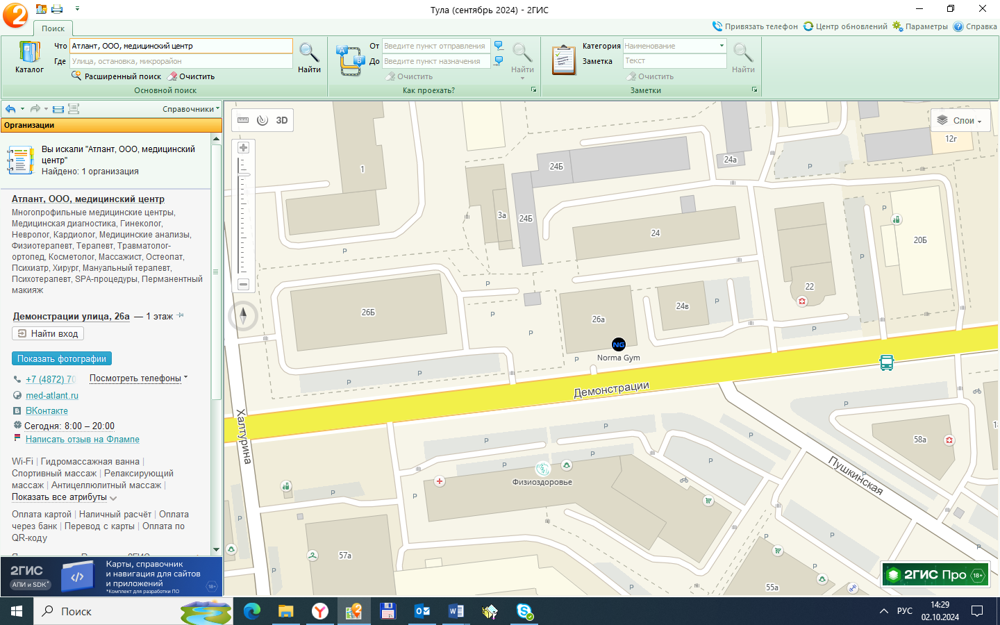 Тула (сентябрь 2024) - 2ГИС
Поиск
Привязать телефон
Центр обновлений
Параметры
Справка
Каталог
Что
Атлант, ООО, медицинский центр
Где
Улица, остановка, микрорайон
Расширенный поиск
Очистить
Найти
Основной поиск
От
Введите пункт отправления
До
Введите пункт назначения
Очистить
Найти
Как проехать?
Категория
Наименование
Заметка
Текст
Очистить
Найти
Заметки
Справочники
Организации
Вы искали "Атлант, ООО, медицинский
центр"
Найдено: 1 организация
Атлант, ООО, медицинский центр
Многопрофильные медицинские центры,
Медицинская диагностика, Гинеколог,
Невролог, Кардиолог, Медицинские анализы,
Физиотерапевт, Терапевт, Травматолог-
ортопед, Косметолог, Массажист, Остеопат,
Психиатр, Хирург, Мануальный терапевт,
Психотерапевт, SPA-процедуры, Перманентный
макияж
Демонстрации улица, 26а — 1 этаж
Найти вход
Показать фотографии
+7 (4872) 70
Посмотреть телефоны
med-atlant.ru
ВКонтакте
Сегодня: 8:00 – 20:00
Написать отзыв на Флампе
Wi-Fi | Гидромассажная ванна |
Спортивный массаж | Релаксирующий
массаж | Антицеллюлитный массаж |
Показать все атрибуты
Оплата картой | Наличный расчёт | Оплата
через банк | Перевод с карты | Оплата по
QR-коду
2ГИС
АПИ и SDK*
Карты, справочник
и навигация для сайтов
и приложений
*Комплект для разработки ПО
18+
3D
Слои
1
24Б
24а
12г
3а
24Б
24
20Б
22
26Б
26а
24в
NG
Norma Gym
Демонстрации
Халтурина
Пушкинская
58а
Физиоздоровье
57а
55а
2ГИС Про
18+
Поиск
РУС
14:29
02.10.2024